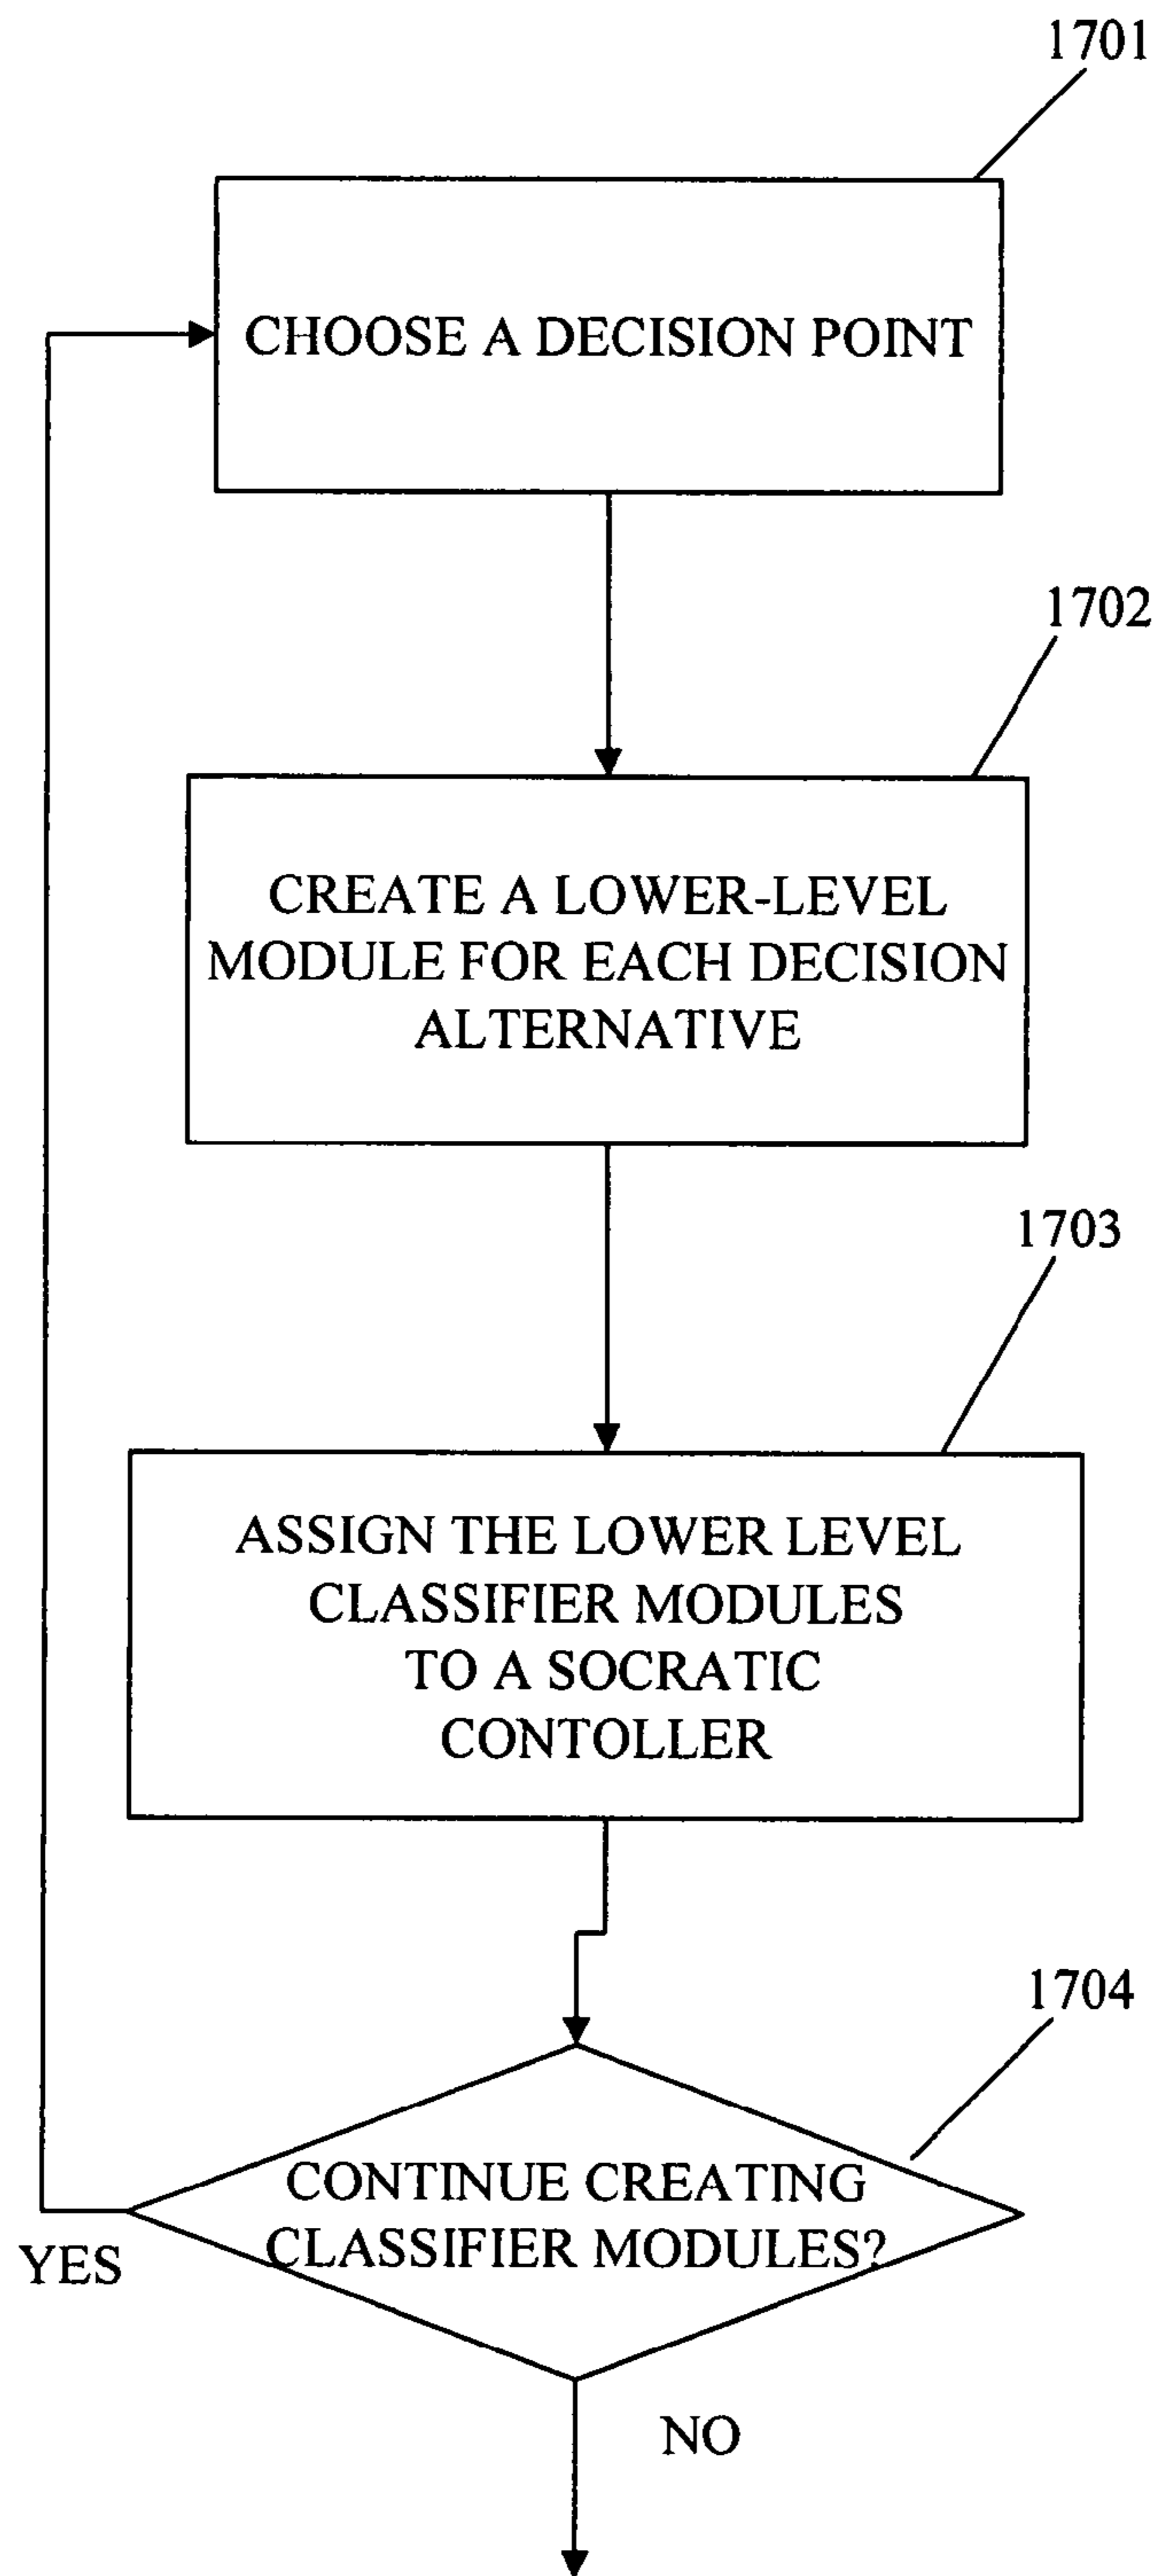 1701
CHOOSE A DECISION POINT
1702
CREATE A LOWER-LEVEL
MODULE FOR EACH DECISION
ALTERNATIVE
1703
ASSIGN THE LOWER LEVEL
CLASSIFIER MODULES
TO A SOCRATIC
CONTOLLER
1704
CONTINUE CREATING
CLASSIFIER MODULES?
YES
NO